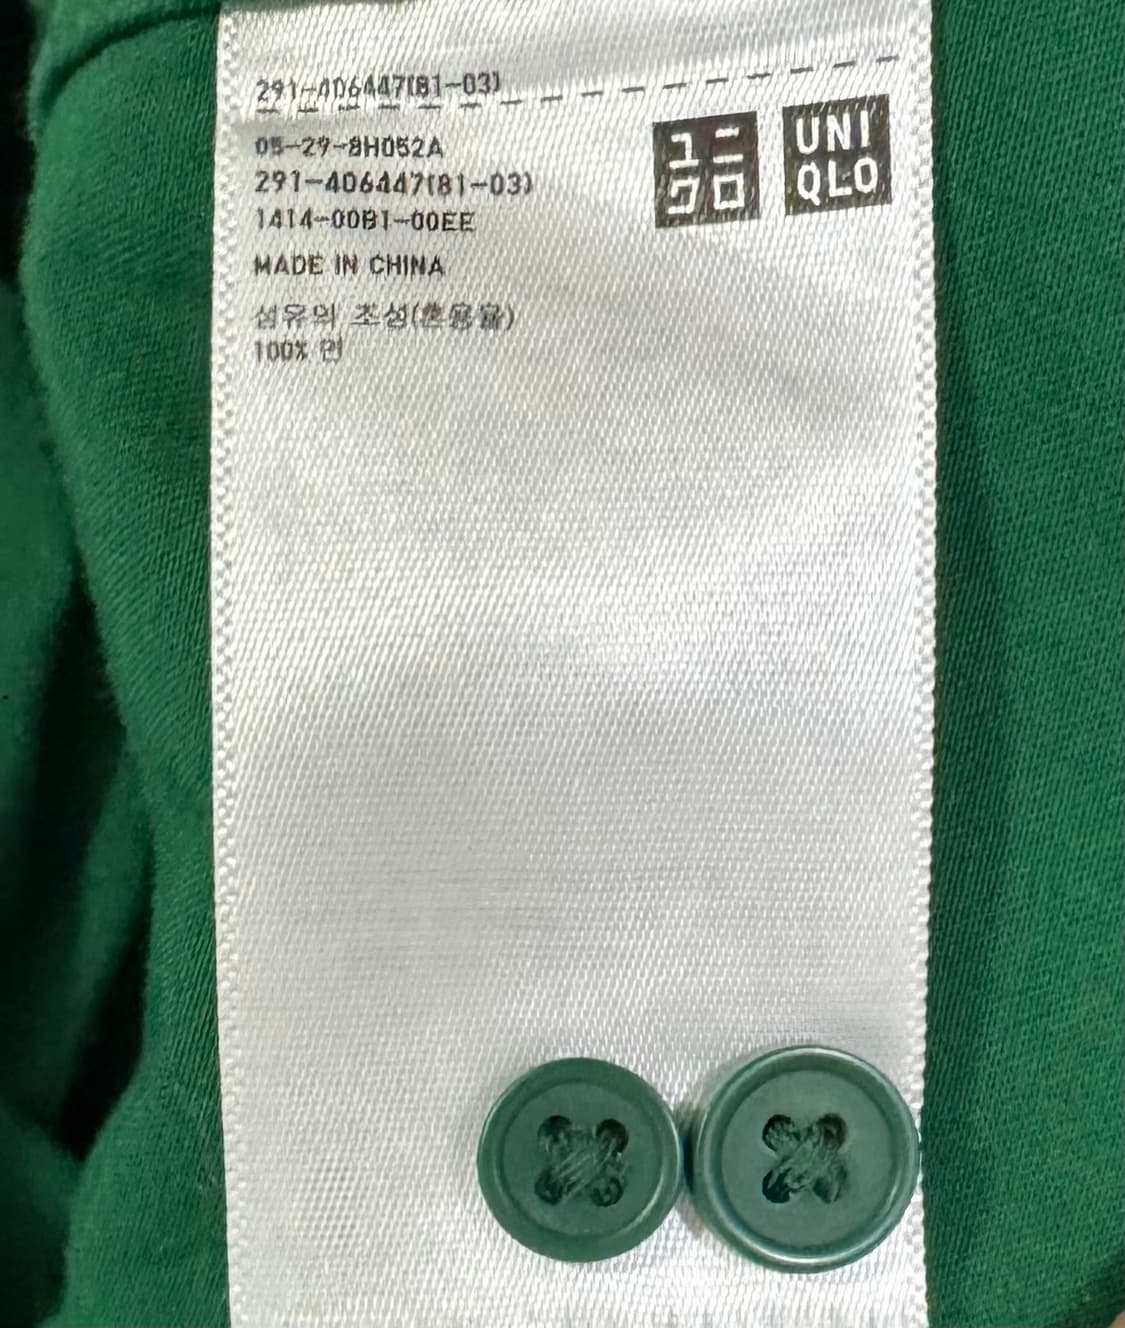 291-406447(81-03)
05-29-8H052A
291-406447(81-03)
1414-00B1-00EE
MADE IN CHINA
섬유의 조성(혼용율)
100% 면
ユニ
クロ
UNI
QLO